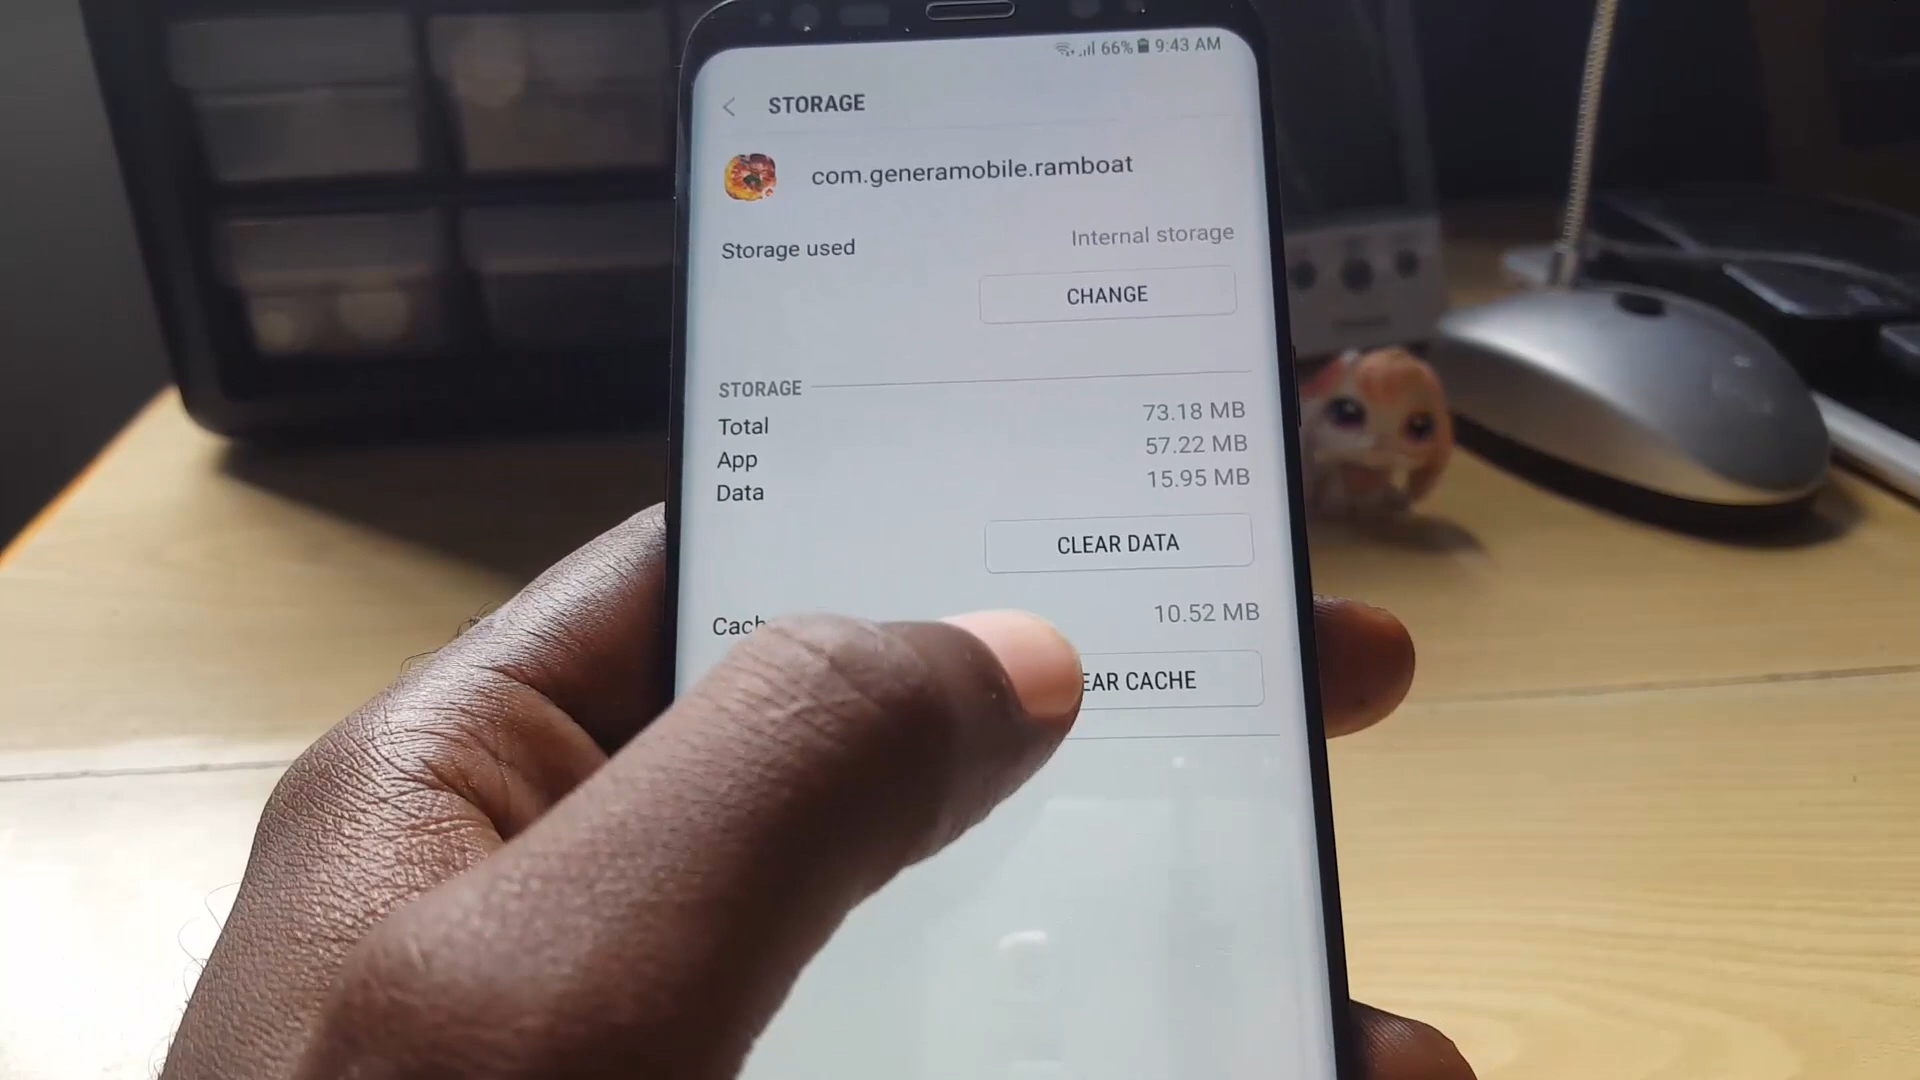 66% 9:43 AM
STORAGE
com.generamobile.ramboat
Storage used
Internal storage
CHANGE
STORAGE
Total 73.18 MB
App 57.22 MB
Data 15.95 MB
CLEAR DATA
Cach 10.52 MB
EAR CACHE